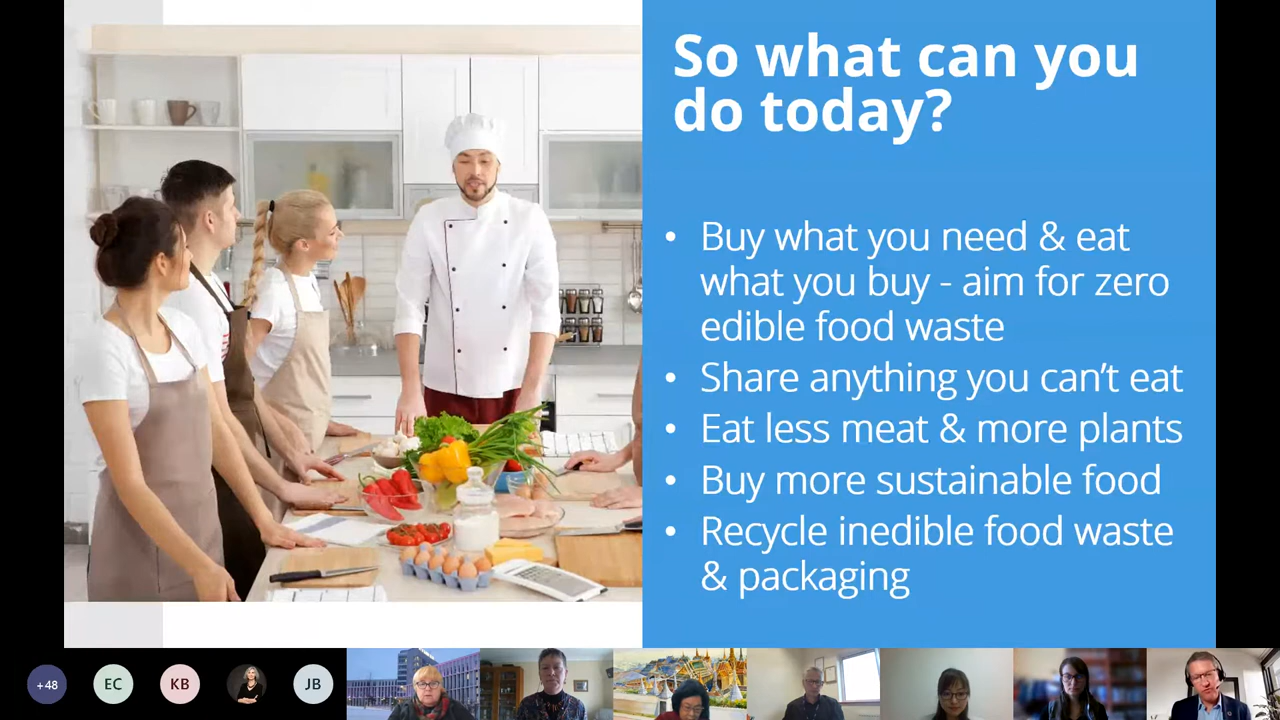 So what can you
do today?
• Buy what you need & eat
what you buy - aim for zero
edible food waste
• Share anything you can't eat
• Eat less meat & more plants
• Buy more sustainable food
• Recycle inedible food waste
& packaging
+48
EC
KB
JB